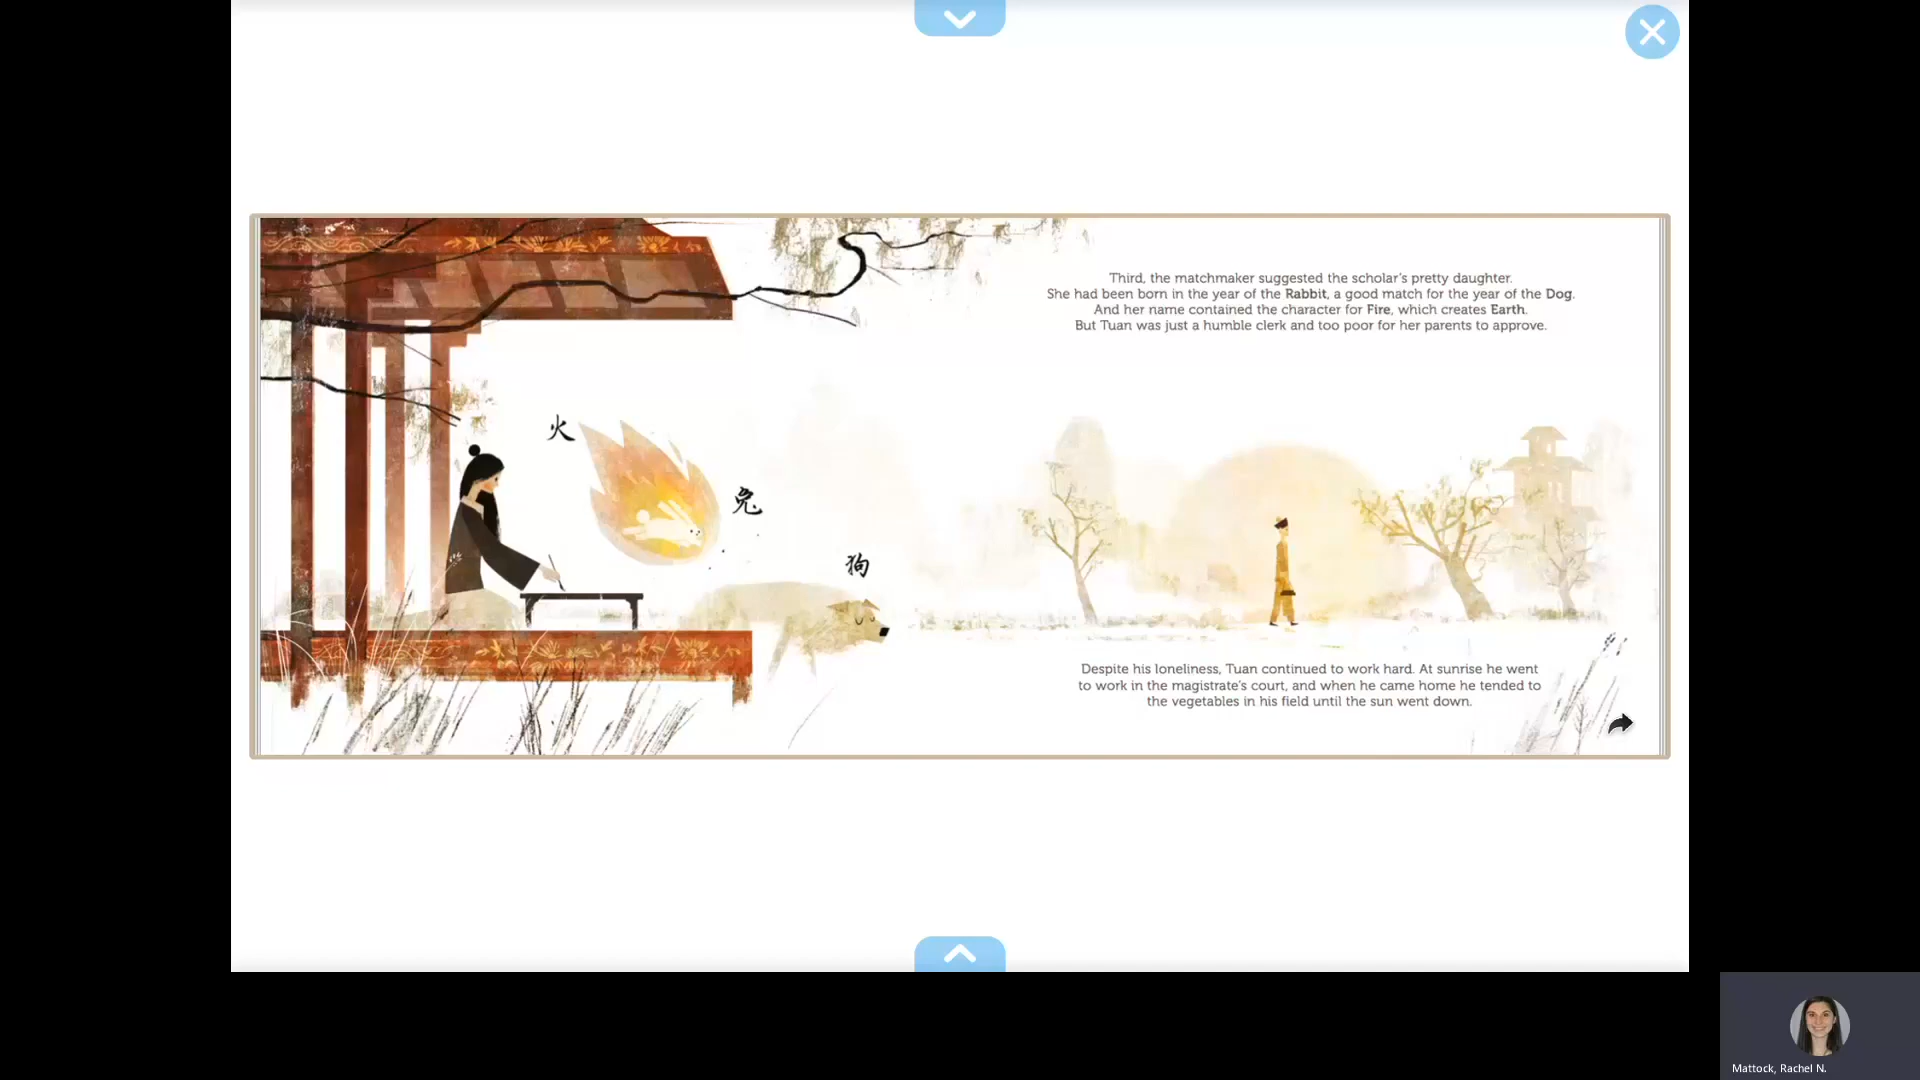 Third, the matchmaker suggested the scholar's pretty daughter.
She had been born in the year of the Rabbit, a good match for the year of the Dog.
And her name contained the character for Fire, which creates Earth.
But Tuan was just a humble clerk and too poor for her parents to approve.
火
兔
狗
Despite his loneliness, Tuan continued to work hard. At sunrise he went
to work in the magistrate's court, and when he came home he tended to
the vegetables in his field until the sun went down.
Mattock, Rachel N.